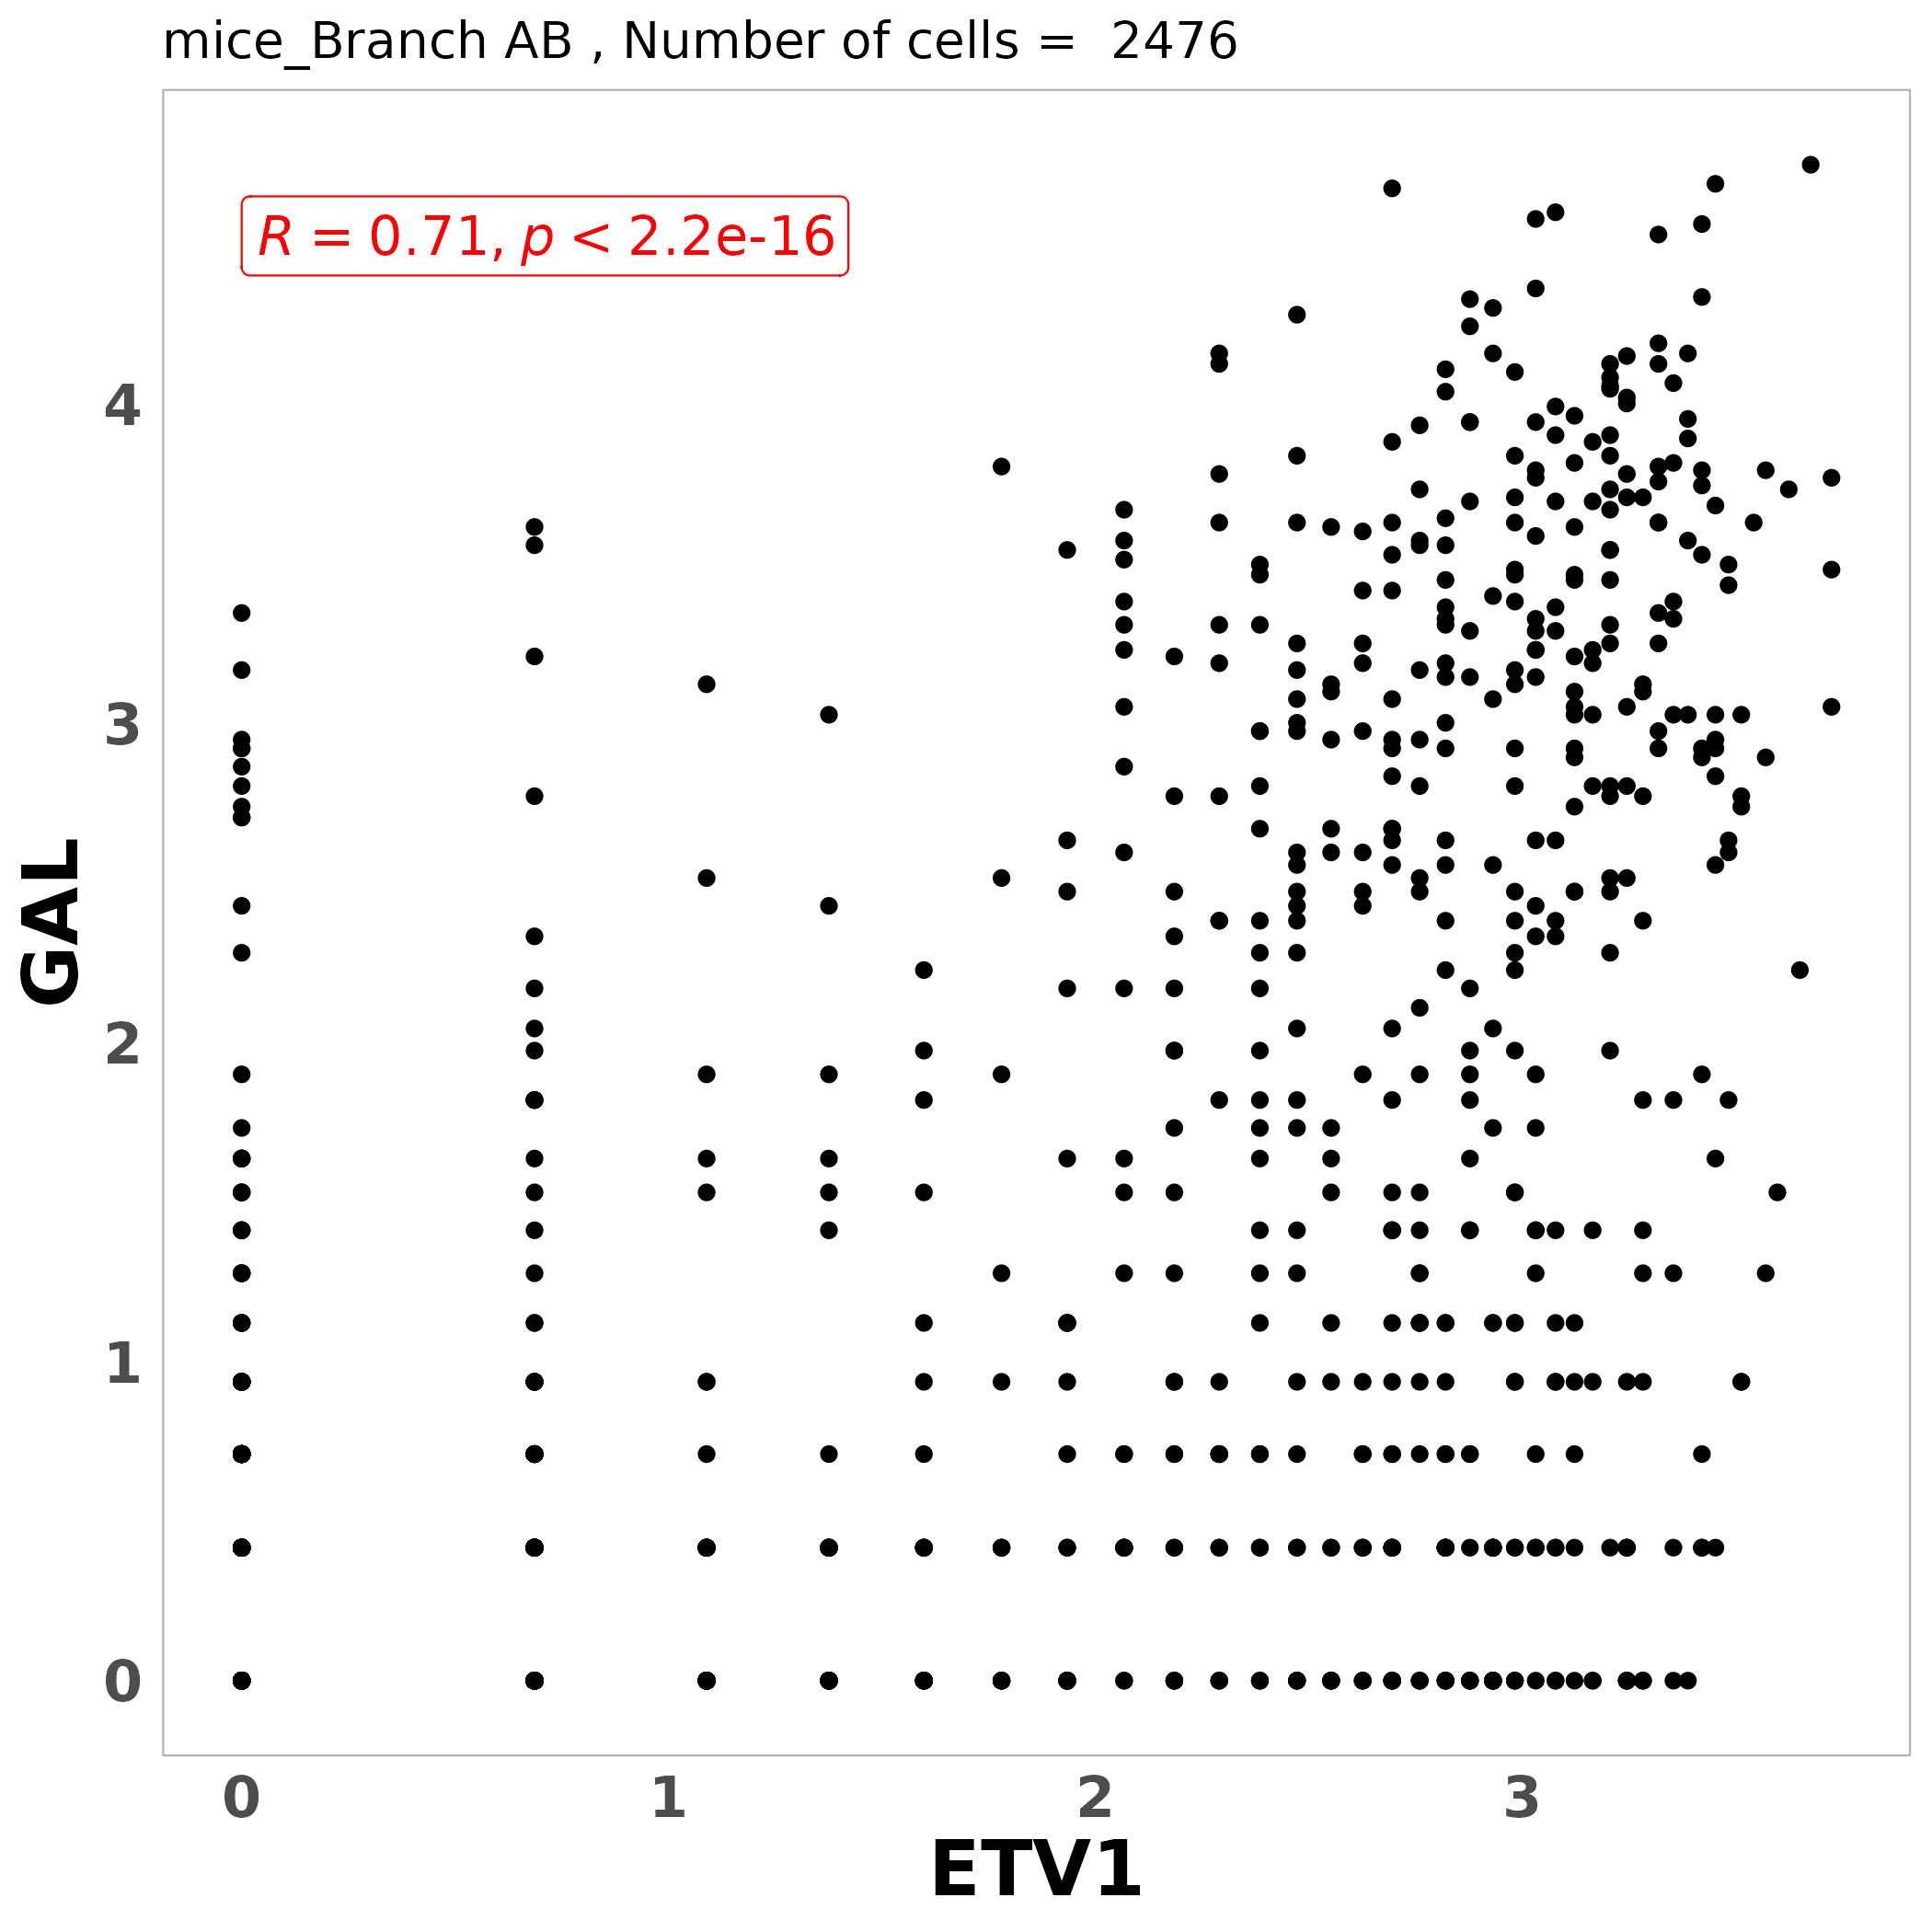 mice_Branch AB , Number of cells =  2476
R = 0.71, p < 2.2e-16
4
3
2
1
0
GAL
0 1 2 3
ETV1